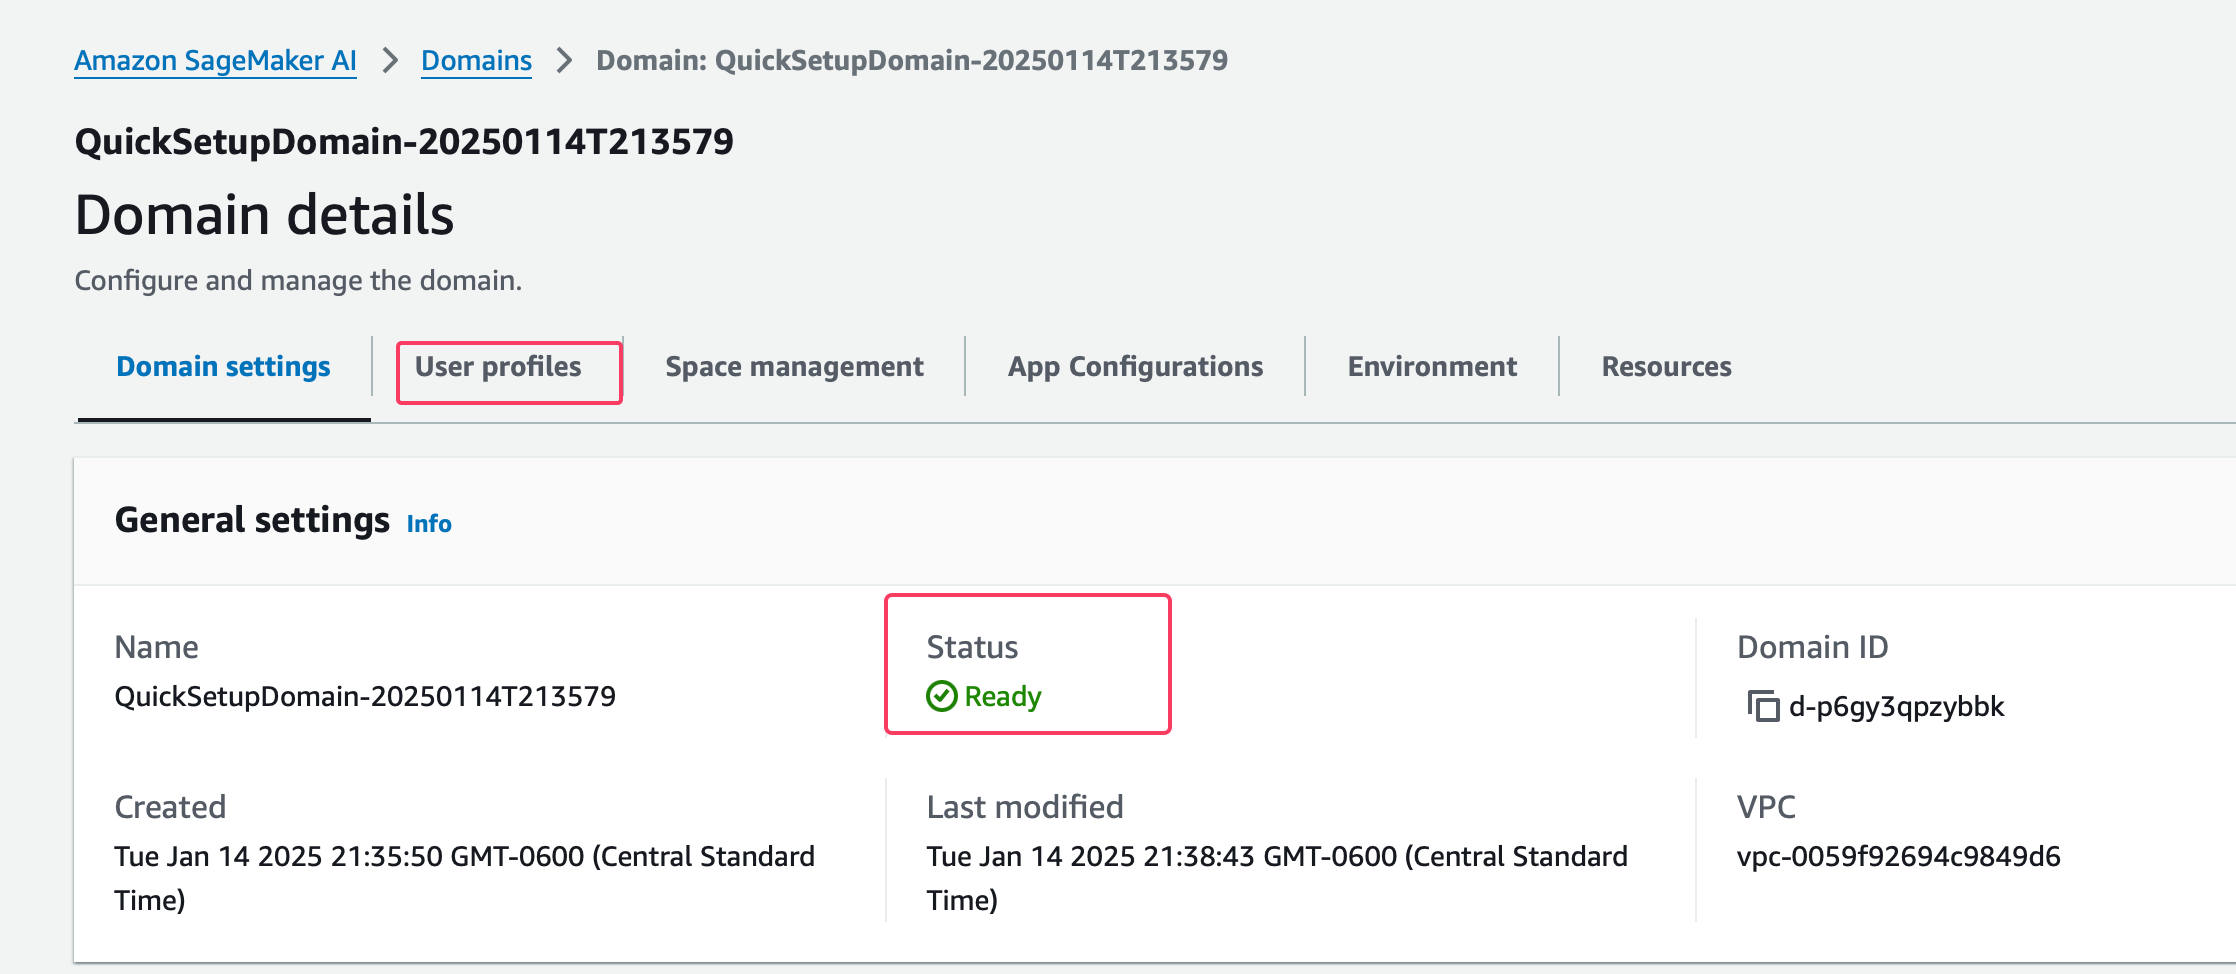 Amazon SageMaker AI > Domains > Domain: QuickSetupDomain-20250114T213579
QuickSetupDomain-20250114T213579
Domain details
Configure and manage the domain.
Domain settings User profiles Space management App Configurations Environment Resources
General settings Info
Name
QuickSetupDomain-20250114T213579
Status
Ready
Domain ID
d-p6gy3qpzybbk
Created
Tue Jan 14 2025 21:35:50 GMT-0600 (Central Standard
Time)
Last modified
Tue Jan 14 2025 21:38:43 GMT-0600 (Central Standard
Time)
VPC
vpc-0059f92694c9849d6